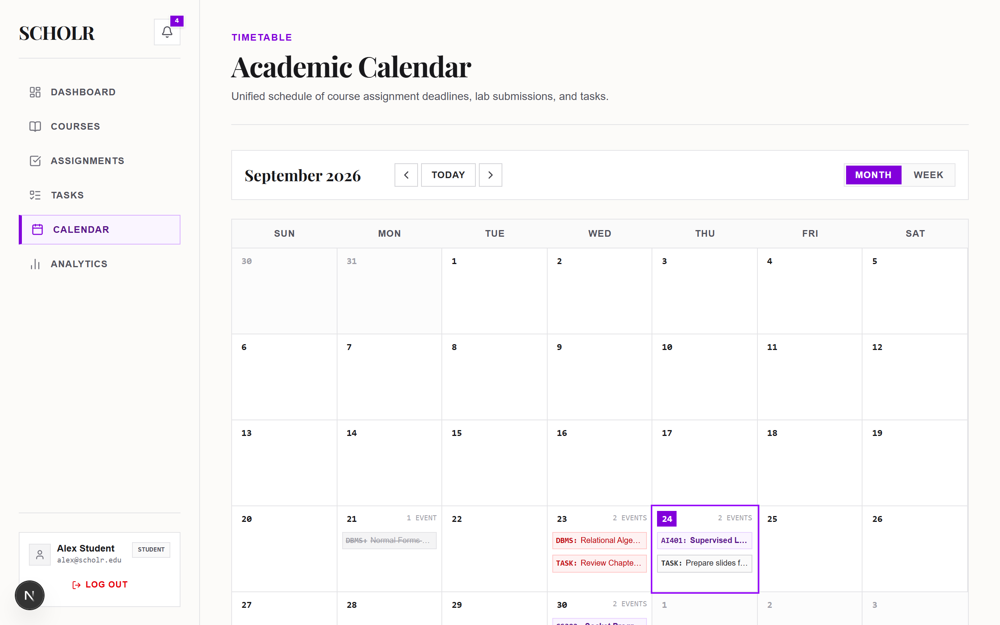 SCHOLR
4
DASHBOARD
COURSES
ASSIGNMENTS
TASKS
CALENDAR
ANALYTICS
Alex Student
alex@scholr.edu
STUDENT
LOG OUT
N
TIMETABLE
Academic Calendar
Unified schedule of course assignment deadlines, lab submissions, and tasks.
September 2026
TODAY
MONTH WEEK
SUN MON TUE WED THU FRI SAT
30 31 1 2 3 4 5
6 7 8 9 10 11 12
13 14 15 16 17 18 19
20 21 1 EVENT 22 23 2 EVENTS 24 2 EVENTS 25 26
DBMS: Normal Forms ... DBMS: Relational Alge... AI401: Supervised L...
TASK: Review Chapte... TASK: Prepare slides f...
27 28 29 30 2 EVENTS 1 2 3